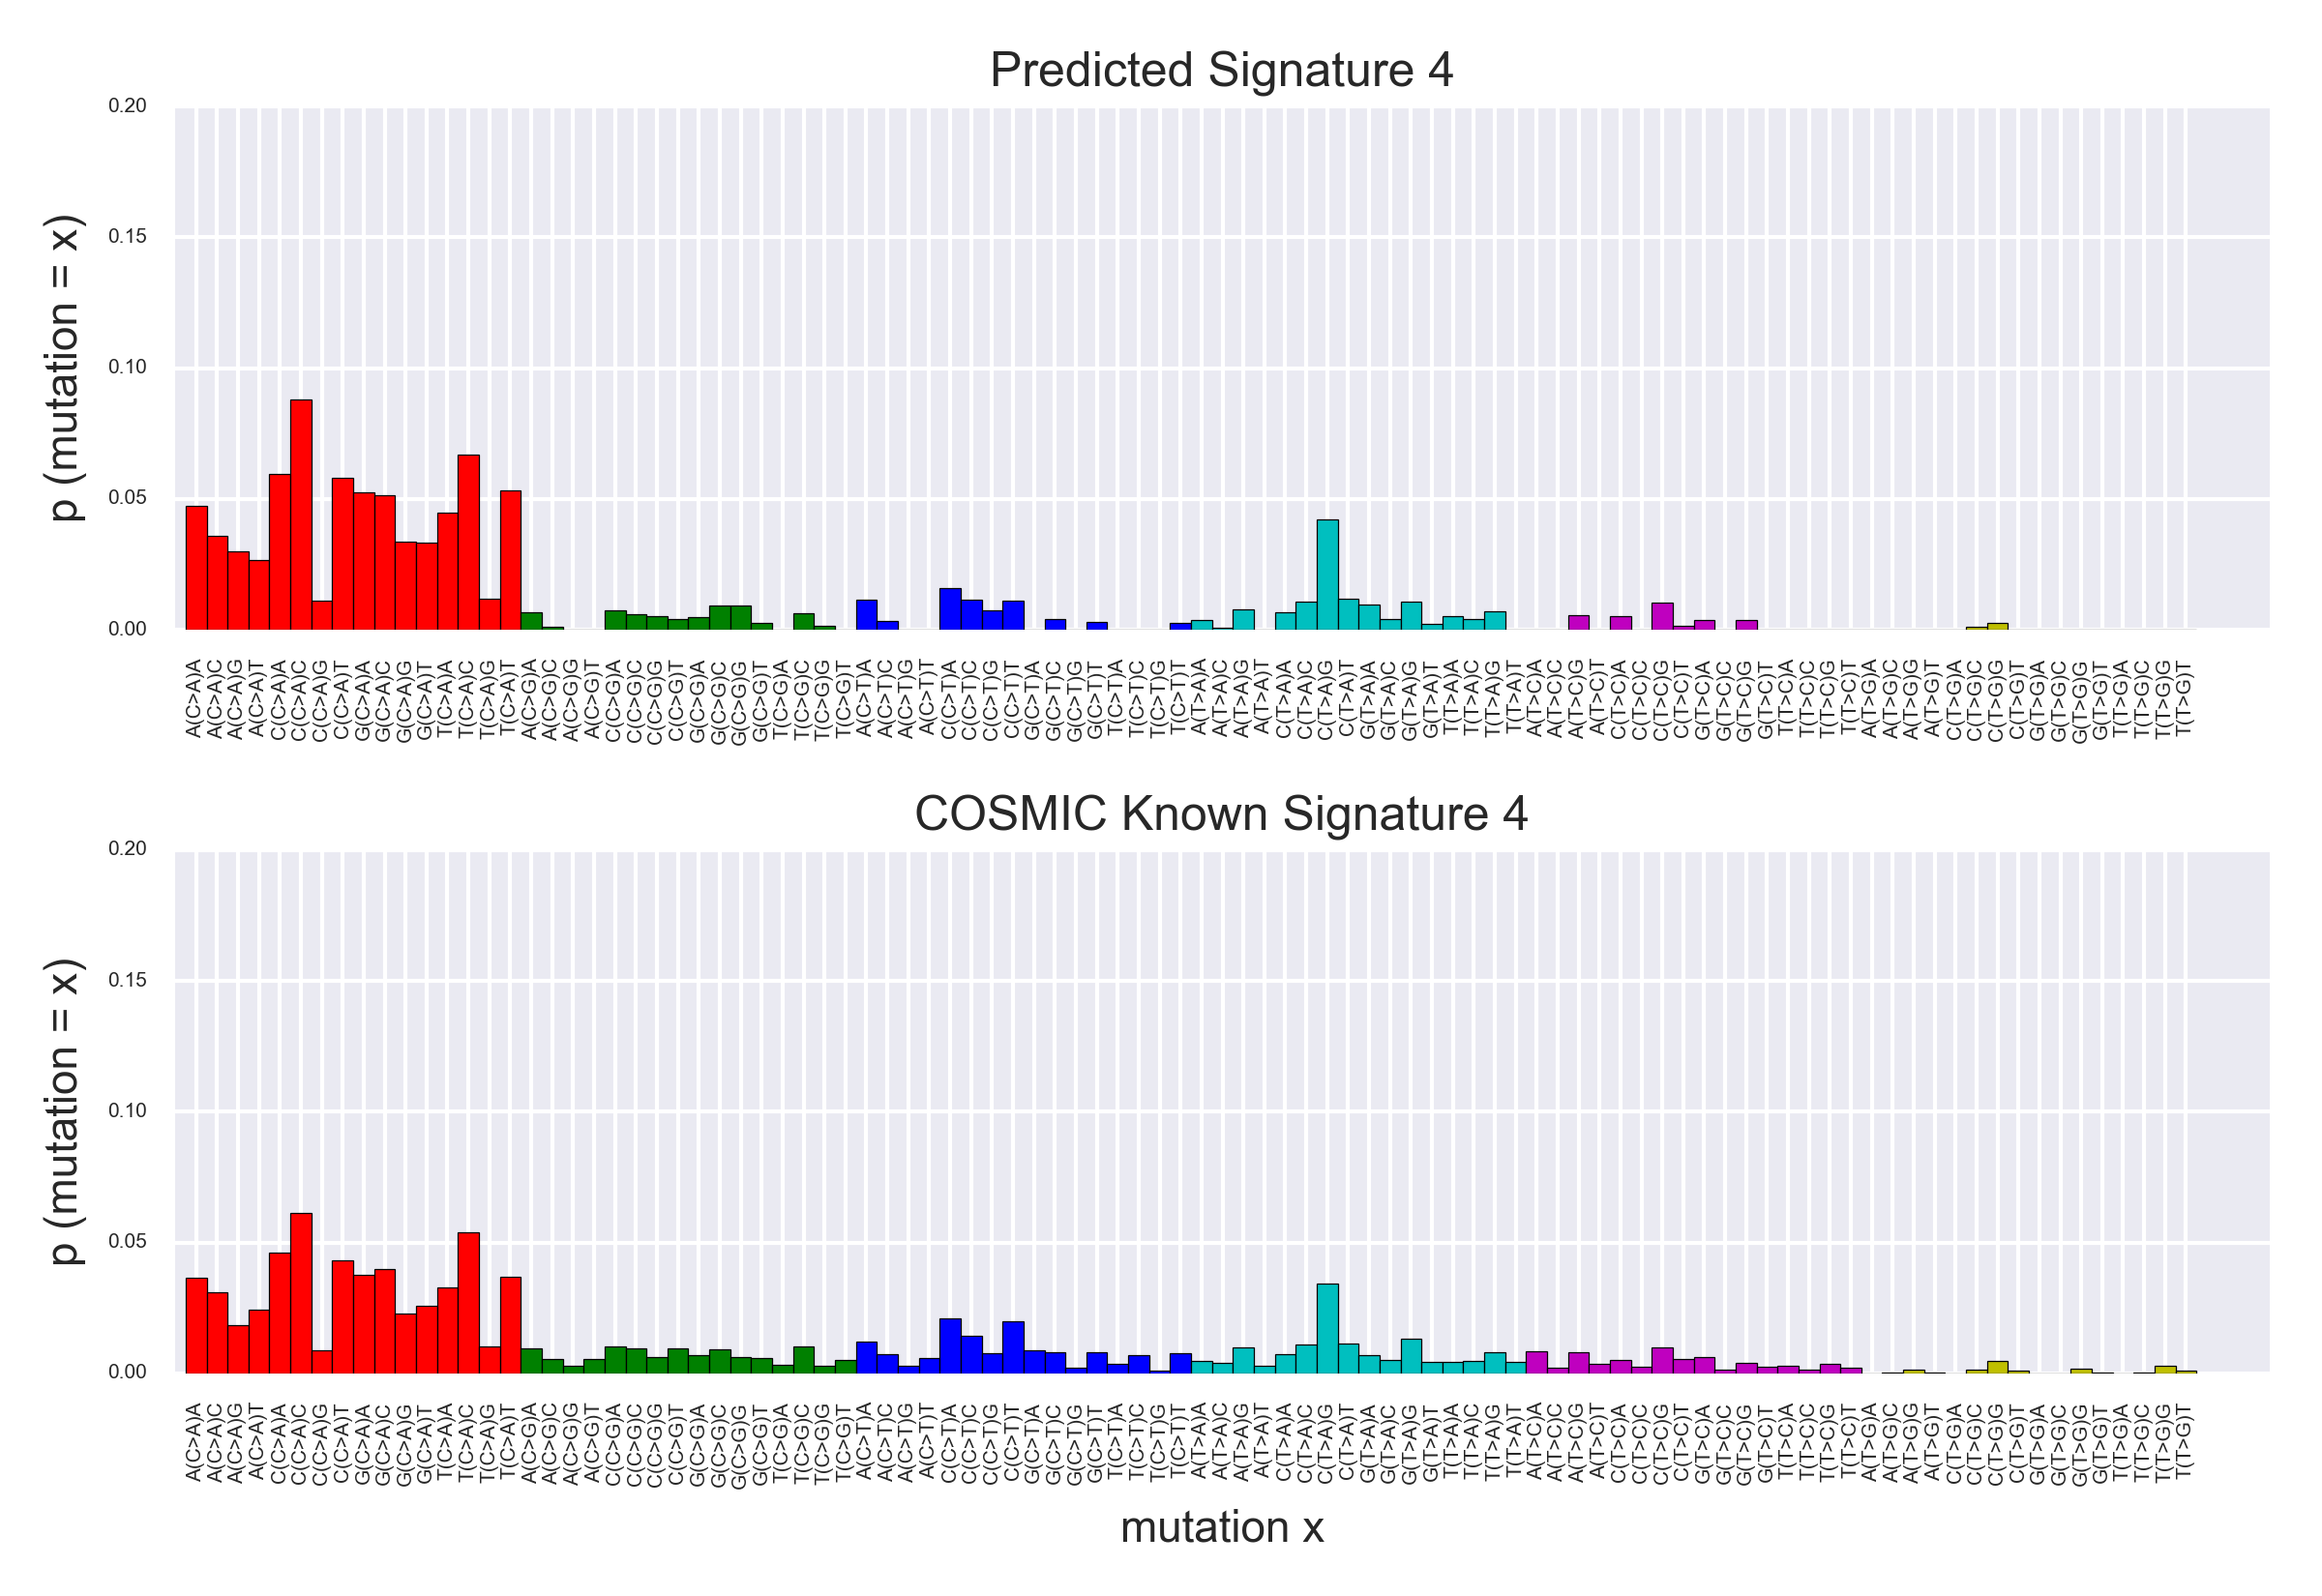 Predicted Signature 4
0.20
0.15
0.10
0.05
0.00
p (mutation = x)
A(C>A)A A(C>A)C A(C>A)G A(C>A)T C(C>A)A C(C>A)C C(C>A)G C(C>A)T G(C>A)A G(C>A)C G(C>A)G G(C>A)T T(C>A)A T(C>A)C T(C>A)G T(C>A)T A(C>G)A A(C>G)C A(C>G)G A(C>G)T C(C>G)A C(C>G)C C(C>G)G C(C>G)T G(C>G)A G(C>G)C G(C>G)G G(C>G)T T(C>G)A T(C>G)C T(C>G)G T(C>G)T A(C>T)A A(C>T)C A(C>T)G A(C>T)T C(C>T)A C(C>T)C C(C>T)G C(C>T)T G(C>T)A G(C>T)C G(C>T)G G(C>T)T T(C>T)A T(C>T)C T(C>T)G T(C>T)T A(T>A)A A(T>A)C A(T>A)G A(T>A)T C(T>A)A C(T>A)C C(T>A)G C(T>A)T G(T>A)A G(T>A)C G(T>A)G G(T>A)T T(T>A)A T(T>A)C T(T>A)G T(T>A)T A(T>C)A A(T>C)C A(T>C)G A(T>C)T C(T>C)A C(T>C)C C(T>C)G C(T>C)T G(T>C)A G(T>C)C G(T>C)G G(T>C)T T(T>C)A T(T>C)C T(T>C)G T(T>C)T A(T>G)A A(T>G)C A(T>G)G A(T>G)T C(T>G)A C(T>G)C C(T>G)G C(T>G)T G(T>G)A G(T>G)C G(T>G)G G(T>G)T T(T>G)A T(T>G)C T(T>G)G T(T>G)T
COSMIC Known Signature 4
0.20
0.15
0.10
0.05
0.00
p (mutation = x)
A(C>A)A A(C>A)C A(C>A)G A(C>A)T C(C>A)A C(C>A)C C(C>A)G C(C>A)T G(C>A)A G(C>A)C G(C>A)G G(C>A)T T(C>A)A T(C>A)C T(C>A)G T(C>A)T A(C>G)A A(C>G)C A(C>G)G A(C>G)T C(C>G)A C(C>G)C C(C>G)G C(C>G)T G(C>G)A G(C>G)C G(C>G)G G(C>G)T T(C>G)A T(C>G)C T(C>G)G T(C>G)T A(C>T)A A(C>T)C A(C>T)G A(C>T)T C(C>T)A C(C>T)C C(C>T)G C(C>T)T G(C>T)A G(C>T)C G(C>T)G G(C>T)T T(C>T)A T(C>T)C T(C>T)G T(C>T)T A(T>A)A A(T>A)C A(T>A)G A(T>A)T C(T>A)A C(T>A)C C(T>A)G C(T>A)T G(T>A)A G(T>A)C G(T>A)G G(T>A)T T(T>A)A T(T>A)C T(T>A)G T(T>A)T A(T>C)A A(T>C)C A(T>C)G A(T>C)T C(T>C)A C(T>C)C C(T>C)G C(T>C)T G(T>C)A G(T>C)C G(T>C)G G(T>C)T T(T>C)A T(T>C)C T(T>C)G T(T>C)T A(T>G)A A(T>G)C A(T>G)G A(T>G)T C(T>G)A C(T>G)C C(T>G)G C(T>G)T G(T>G)A G(T>G)C G(T>G)G G(T>G)T T(T>G)A T(T>G)C T(T>G)G T(T>G)T
mutation x